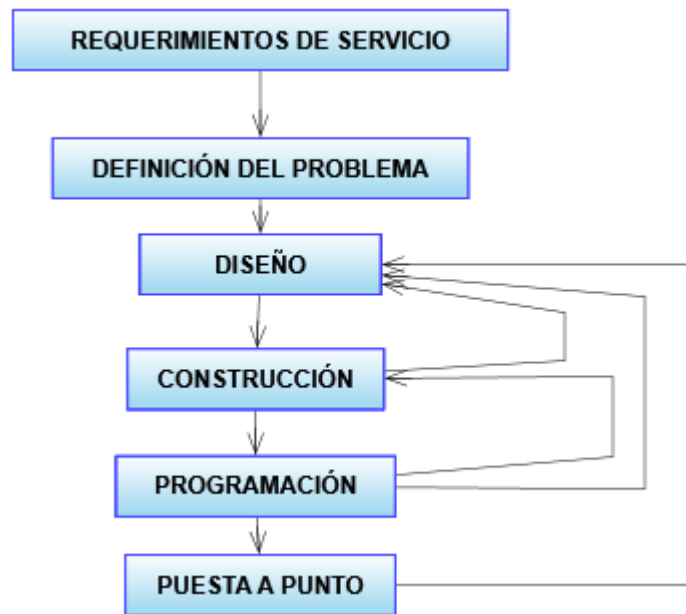 REQUERIMIENTOS DE SERVICIO
DEFINICIÓN DEL PROBLEMA
DISEÑO
CONSTRUCCIÓN
PROGRAMACIÓN
PUESTA A PUNTO